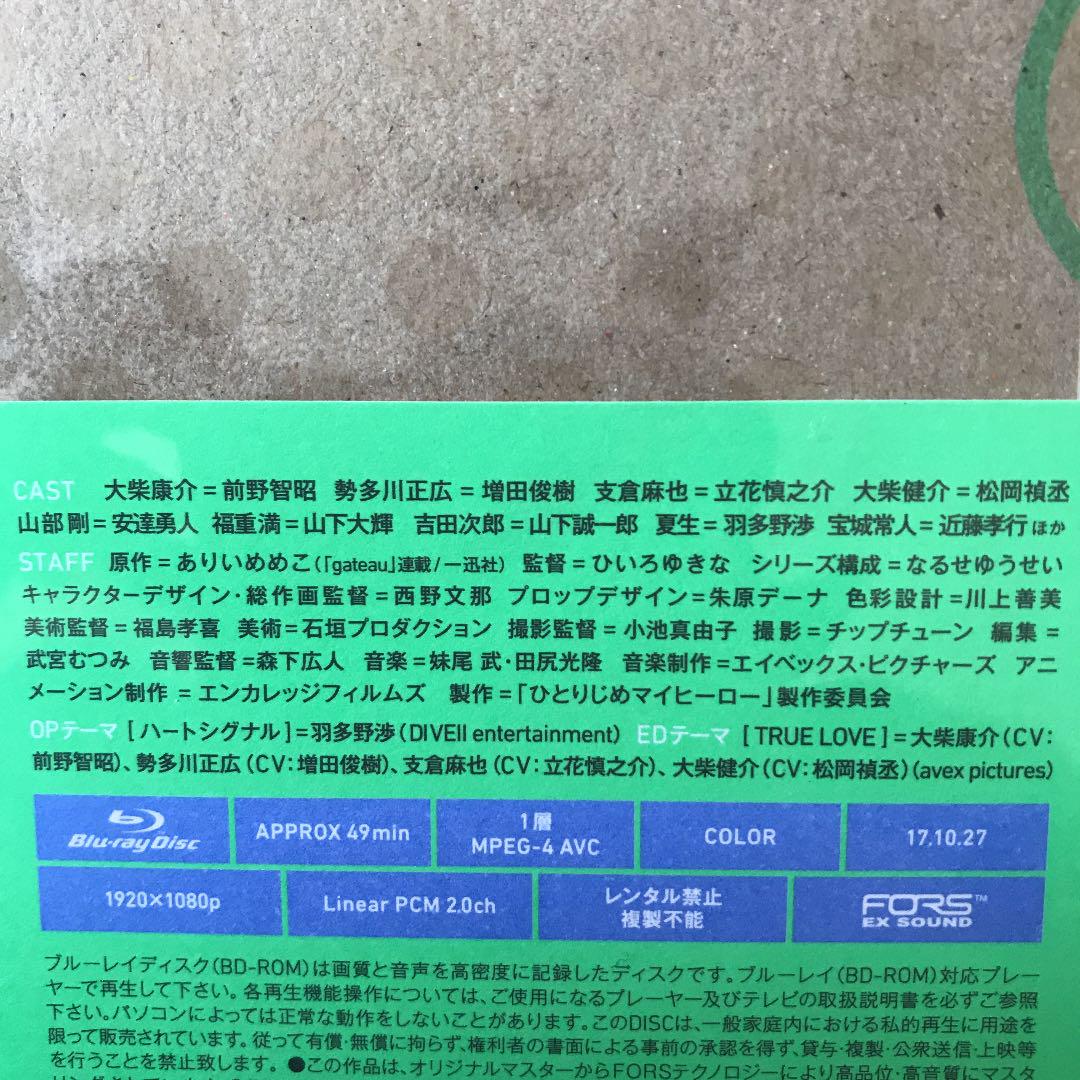 CAST 大柴康介=前野智昭 勢多川正広=増田俊樹 支倉麻也=立花慎之介 大柴健介=松岡禎丞
山部剛=安達勇人 福重満=山下大輝 吉田次郎=山下誠一郎 夏生=羽多野渉 宝城常人=近藤孝行ほか
STAFF 原作=ありいめめこ(「gateau」連載/一迅社) 監督=ひいろゆきな シリーズ構成=なるせゆうせい
キャラクターデザイン・総作画監督=西野文那 プロップデザイン=朱原デーナ 色彩設計=川上善美
美術監督=福島孝喜 美術=石垣プロダクション 撮影監督=小池真由子 撮影=チップチューン 編集=
武宮むつみ 音響監督=森下広人 音楽=妹尾 武・田尻光隆 音楽制作=エイベックス・ピクチャーズ アニ
メーション制作=エンカレッジフィルムズ 製作=「ひとりじめマイヒーロー」製作委員会
OPテーマ [ハートシグナル]=羽多野渉(DIVEII entertainment) EDテーマ [TRUE LOVE]=大柴康介(CV:
前野智昭)、勢多川正広(CV:増田俊樹)、支倉麻也(CV:立花慎之介)、大柴健介(CV:松岡禎丞)(avex pictures)
Blu-ray Disc APPROX 49min 1層 MPEG-4 AVC COLOR 17.10.27
1920×1080p Linear PCM 2.0ch レンタル禁止 複製不能 FORS™ EX SOUND
ブルーレイディスク(BD-ROM)は画質と音声を高密度に記録したディスクです。ブルーレイ(BD-ROM)対応プレー
ヤーで再生して下さい。各再生機能操作については、ご使用になるプレーヤー及びテレビの取扱説明書を必ずご参照
下さい。パソコンによっては正常な動作をしないことがあります。このDISCは、一般家庭内における私的再生に用途を
限って販売されています。従って有償・無償に拘らず、権利者の書面による事前の承認を得ず、貸与・複製・公衆送信・上映等
を行うことを禁止致します。●この作品は、オリジナルマスターからFORSテクノロジーにより高品位・高音質にマスタ